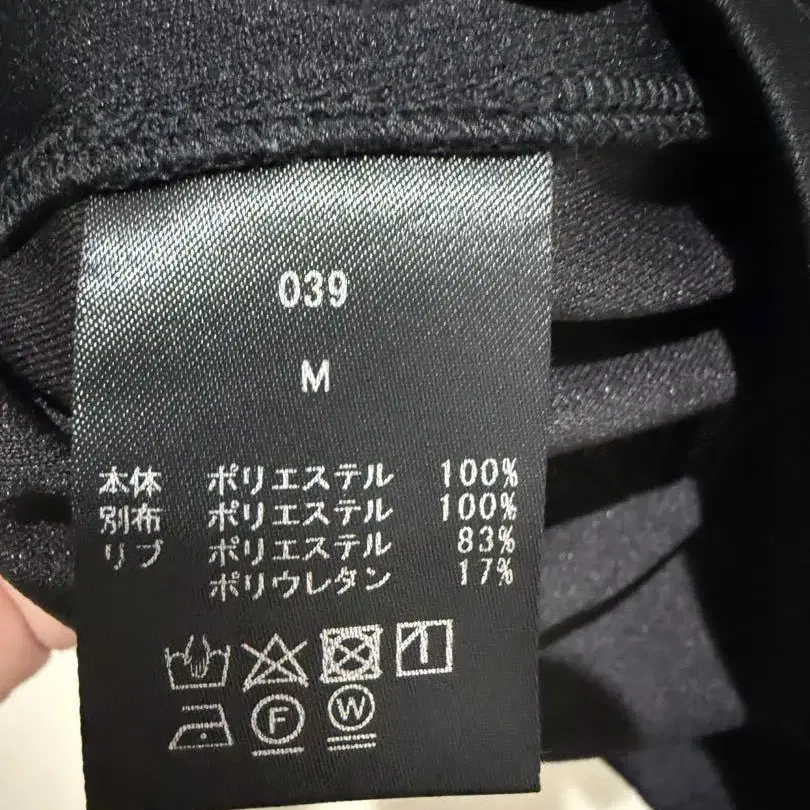 039
M
本体 ポリエステル 100%
別布 ポリエステル 100%
リブ ポリエステル 83%
ポリウレタン 17%
F W